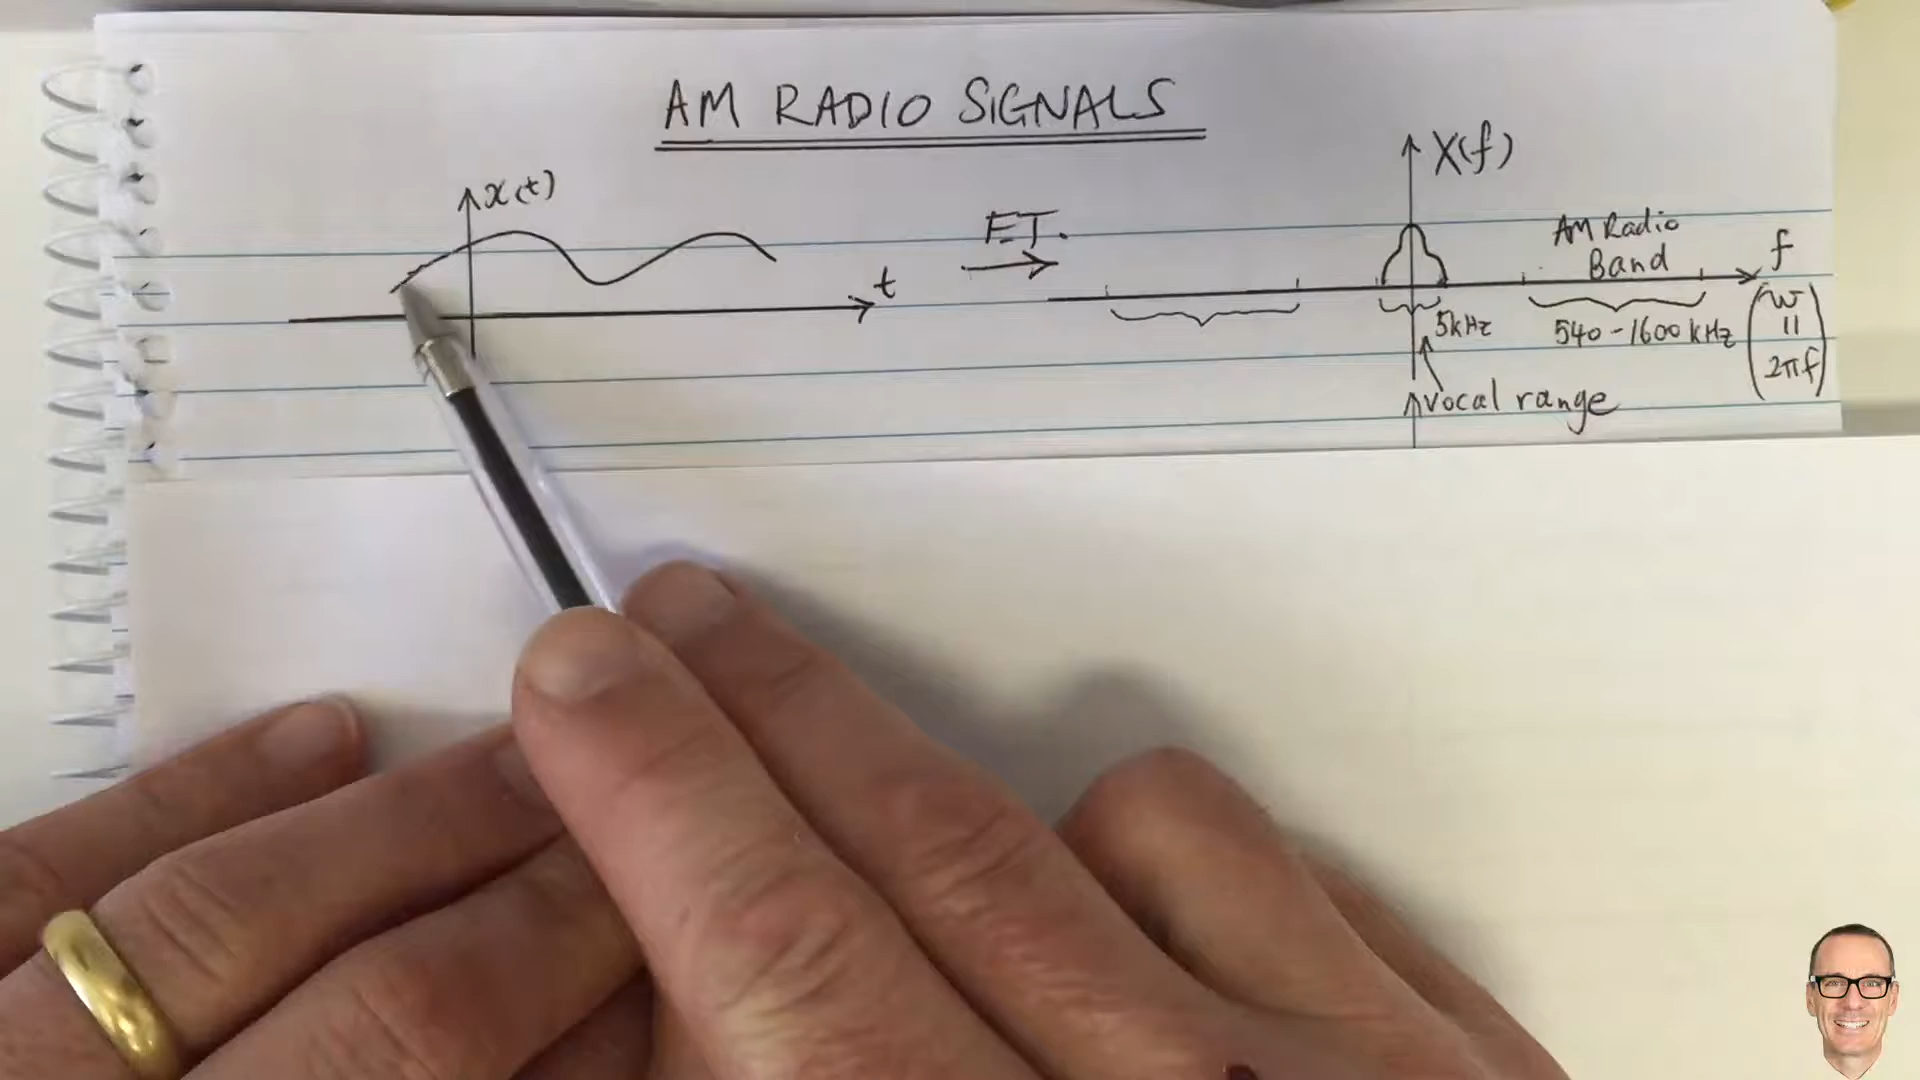 AM RADIO SIGNALS
x(t)
t
F.T.
X(f)
AM Radio
Band
f
5kHz
540-1600 kHz
(w
||
2πf)
vocal range